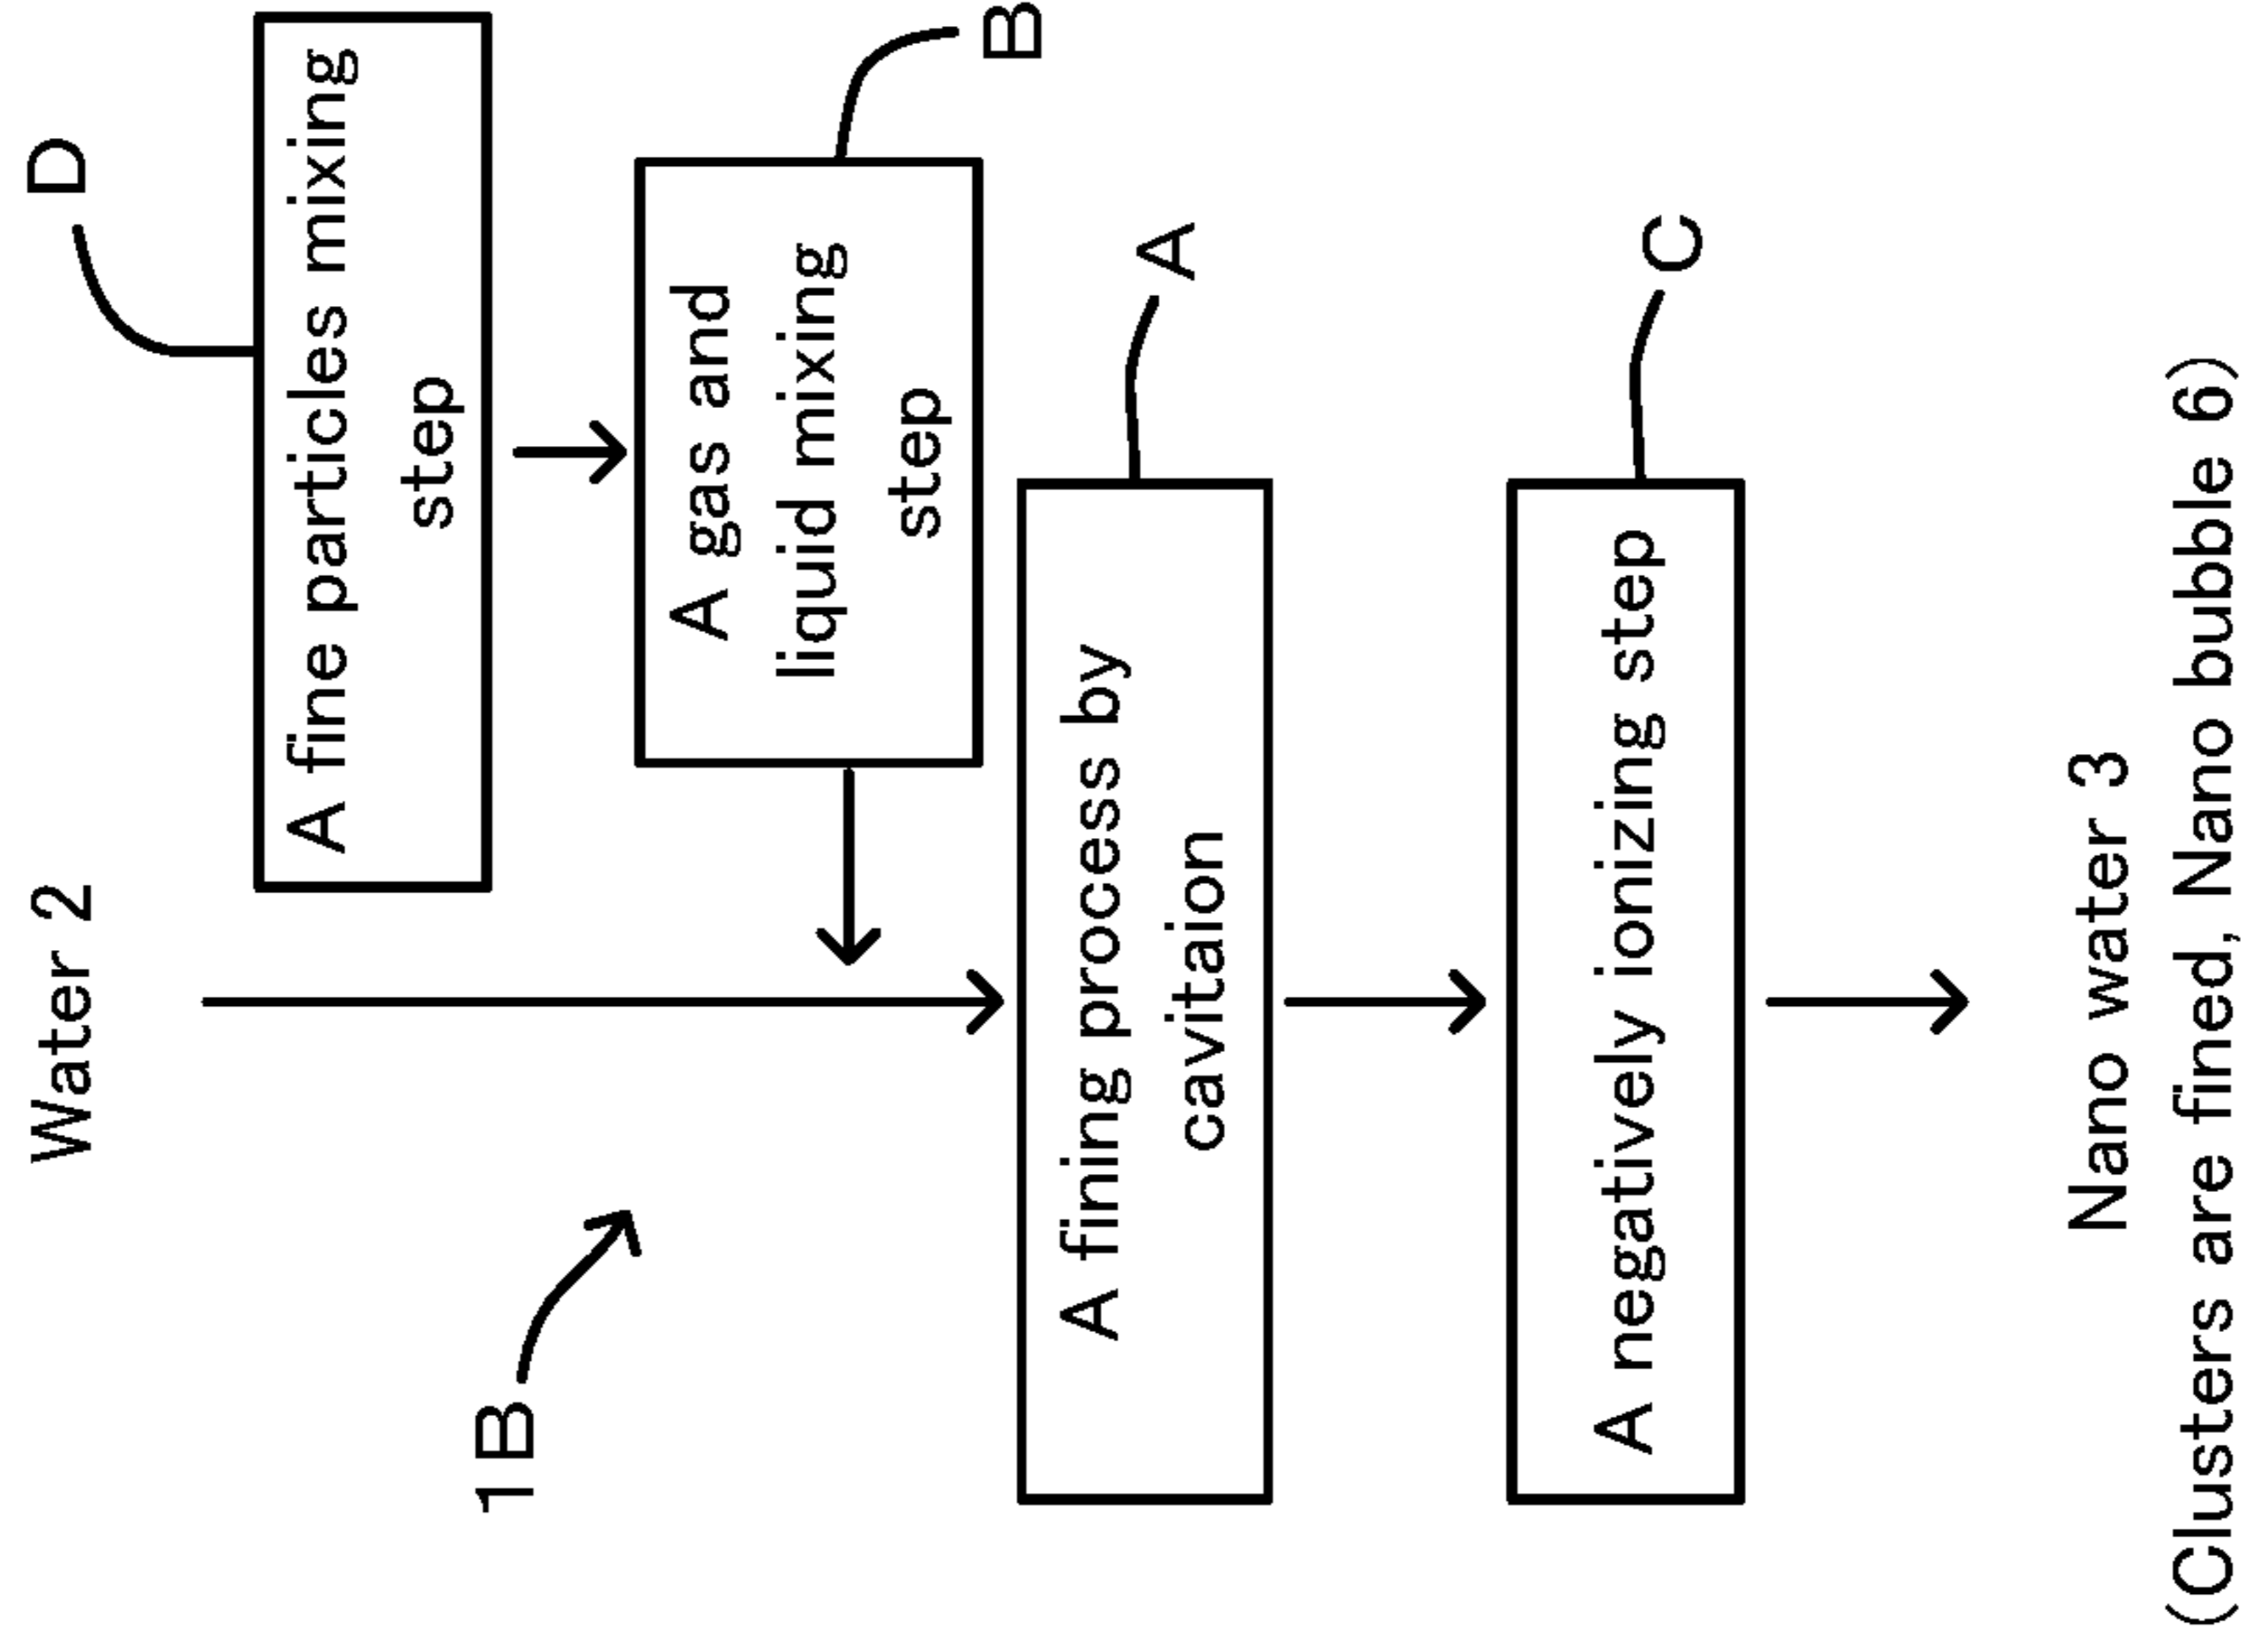 Water 2
D
A fine particles mixing
step
1B
A gas and
liquid mixing
step
B
A fining process by
cavitaion
A
A negatively ionizing step
C
Nano water 3
(Clusters are fined, Nano bubble 6)